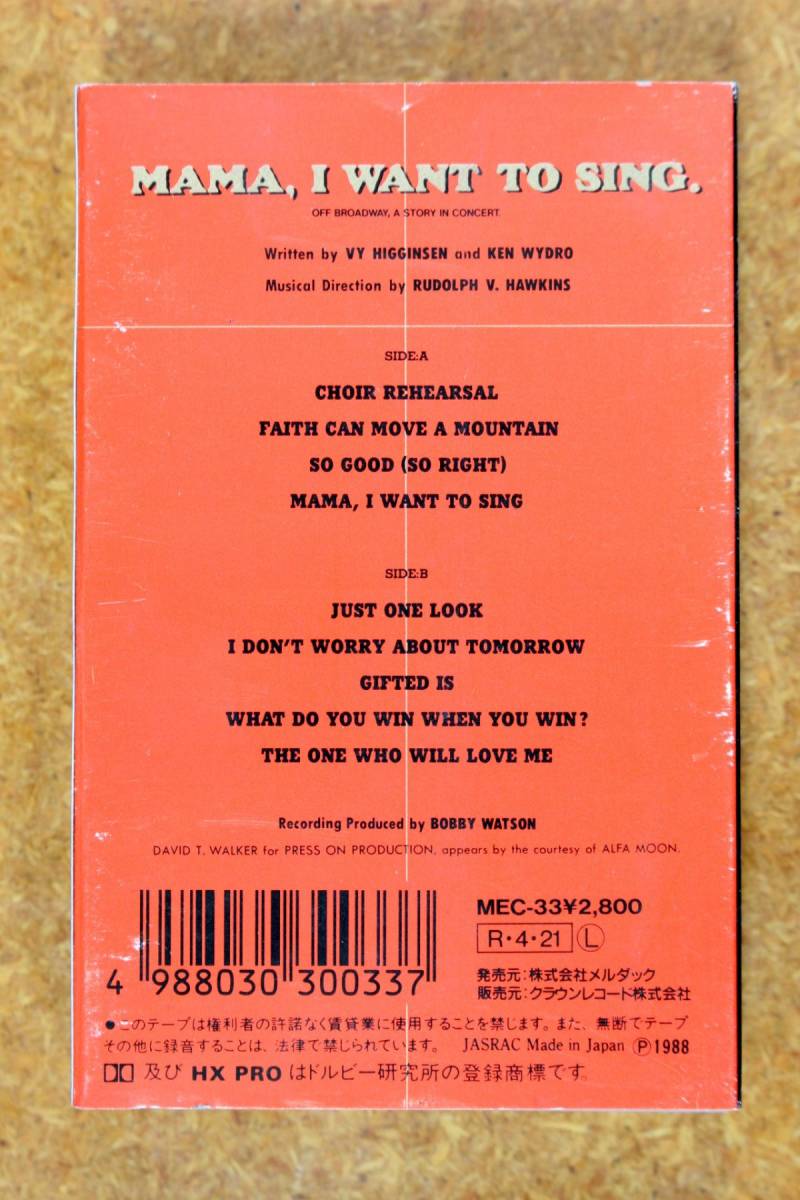 MAMA, I WANT TO SING.
OFF BROADWAY, A STORY IN CONCERT.
Written by VY HIGGINSEN and KEN WYDRO
Musical Direction by RUDOLPH V. HAWKINS
SIDE:A
CHOIR REHEARSAL
FAITH CAN MOVE A MOUNTAIN
SO GOOD (SO RIGHT)
MAMA, I WANT TO SING
SIDE:B
JUST ONE LOOK
I DON'T WORRY ABOUT TOMORROW
GIFTED IS
WHAT DO YOU WIN WHEN YOU WIN?
THE ONE WHO WILL LOVE ME
Recording Produced by BOBBY WATSON
DAVID T. WALKER for PRESS ON PRODUCTION, appears by the courtesy of ALFA MOON.
4 988030 300337
MEC-33¥2,800
R・4・21 Ⓛ
発売元:株式会社メルダック
販売元:クラウンレコード株式会社
●このテープは権利者の許諾なく賃貸業に使用することを禁じます。また、無断でテープ
その他に録音することは、法律で禁じられています。 JASRAC Made in Japan Ⓟ1988
及び HX PRO はドルビー研究所の登録商標です。